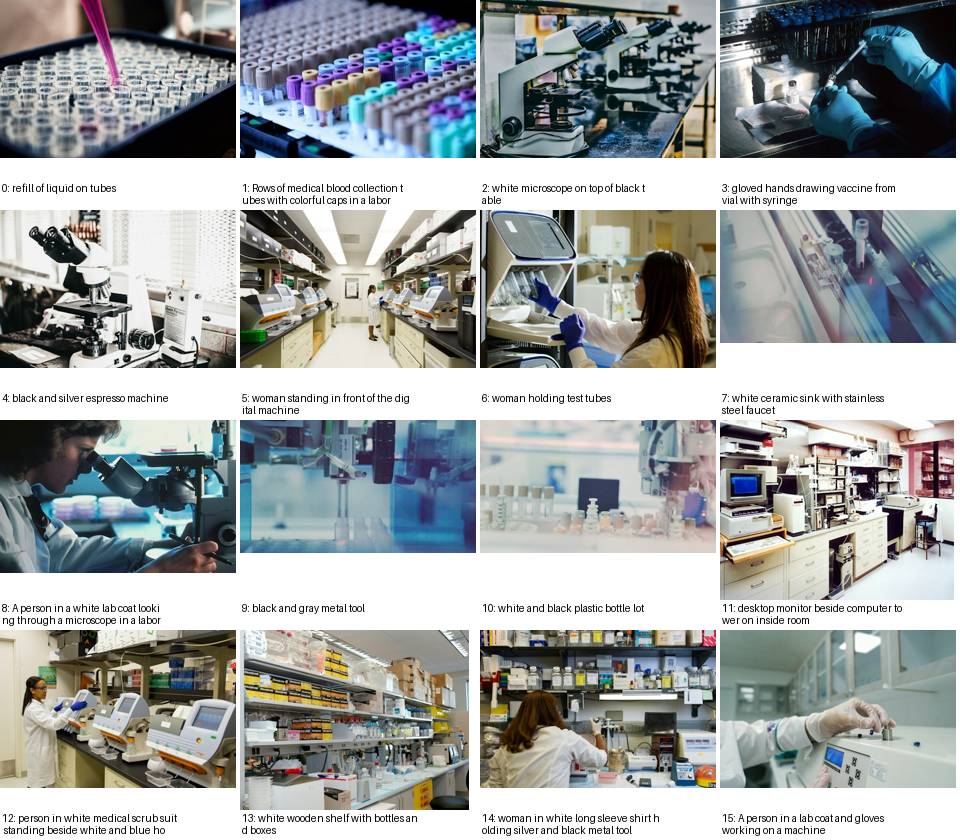 0: refill of liquid on tubes
1: Rows of medical blood collection t
ubes with colorful caps in a labor
2: white microscope on top of black t
able
3: gloved hands drawing vaccine from
vial with syringe
4: black and silver espresso machine
5: woman standing in front of the dig
ital machine
6: woman holding test tubes
7: white ceramic sink with stainless
steel faucet
8: A person in a white lab coat looki
ng through a microscope in a labor
9: black and gray metal tool
10: white and black plastic bottle lot
11: desktop monitor beside computer to
wer on inside room
12: person in white medical scrub suit
standing beside white and blue ho
13: white wooden shelf with bottles an
d boxes
14: woman in white long sleeve shirt h
olding silver and black metal tool
15: A person in a lab coat and gloves
working on a machine